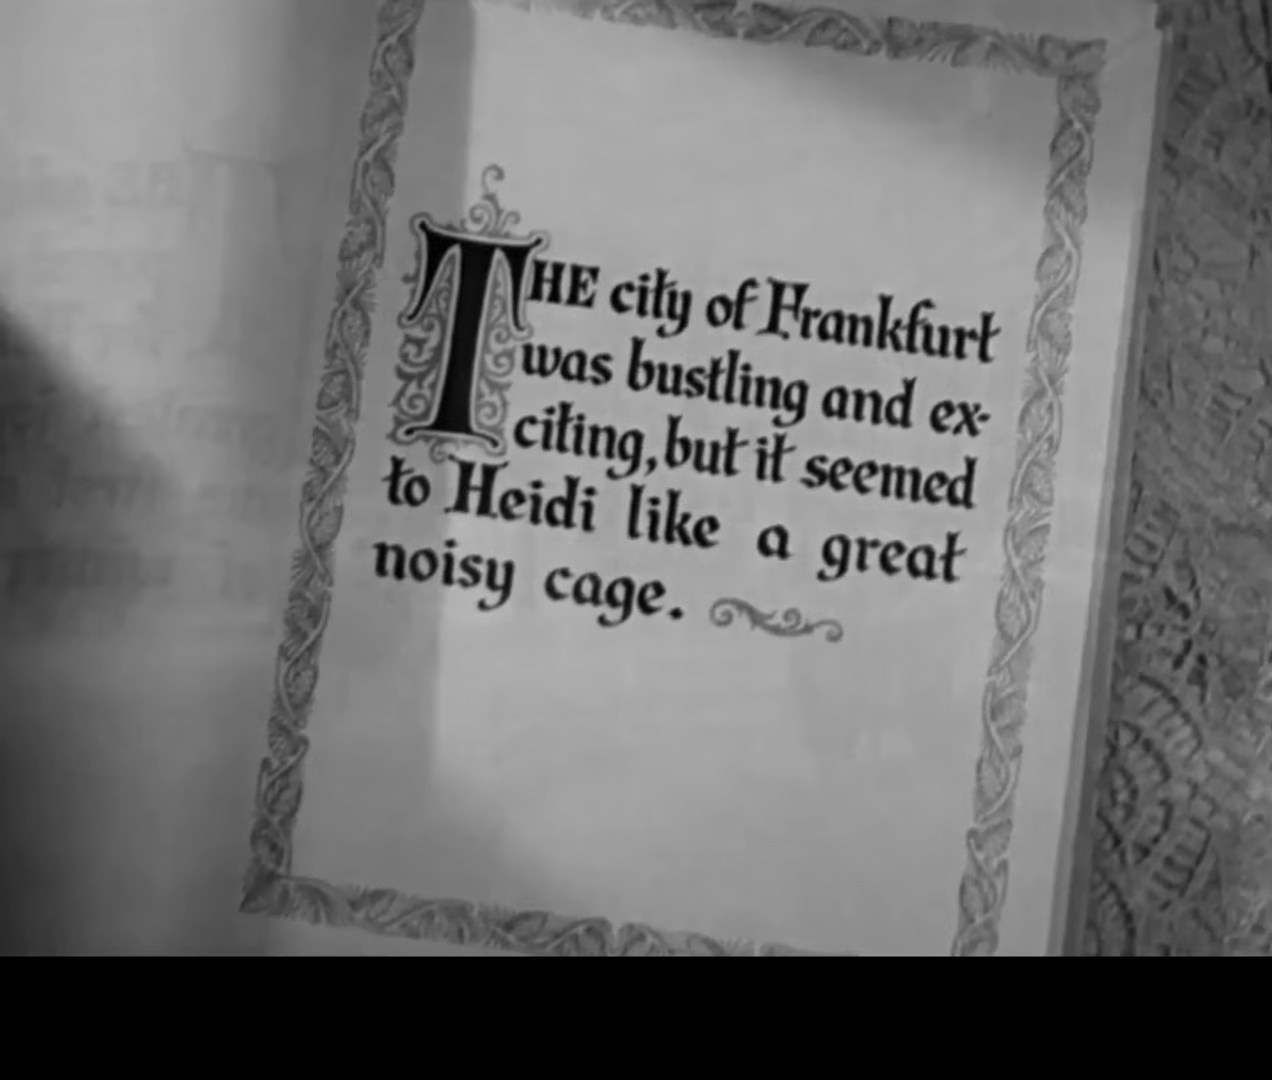 THE city of Frankfurt
was bustling and ex-
citing, but it seemed
to Heidi like a great
noisy cage.